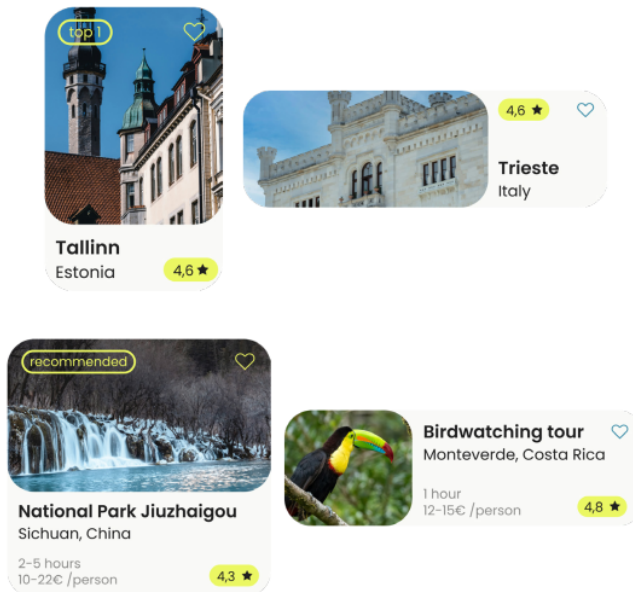 top 1
Tallinn
Estonia
4,6 ★
4,6 ★
Trieste
Italy
recommended
National Park Jiuzhaigou
Sichuan, China
2-5 hours
10-22€ /person
4,3 ★
Birdwatching tour
Monteverde, Costa Rica
1 hour
12-15€ /person
4,8 ★